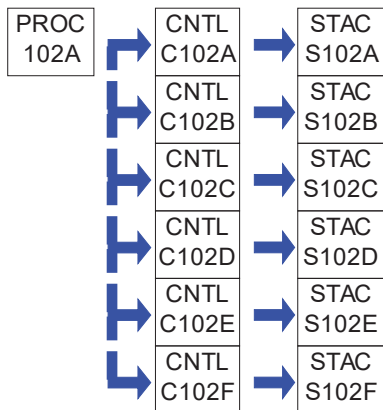 PROC
102A
CNTL
C102A
STAC
S102A
CNTL
C102B
STAC
S102B
CNTL
C102C
STAC
S102C
CNTL
C102D
STAC
S102D
CNTL
C102E
STAC
S102E
CNTL
C102F
STAC
S102F